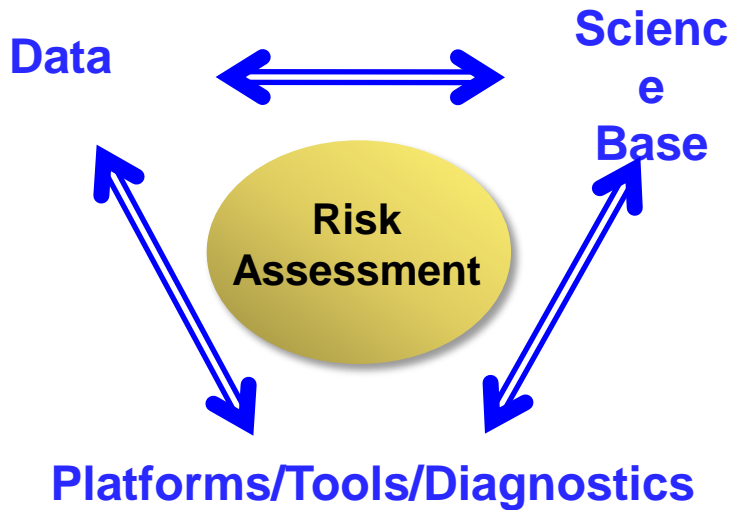 Data
Scienc
e
Base
Risk
Assessment
Platforms/Tools/Diagnostics